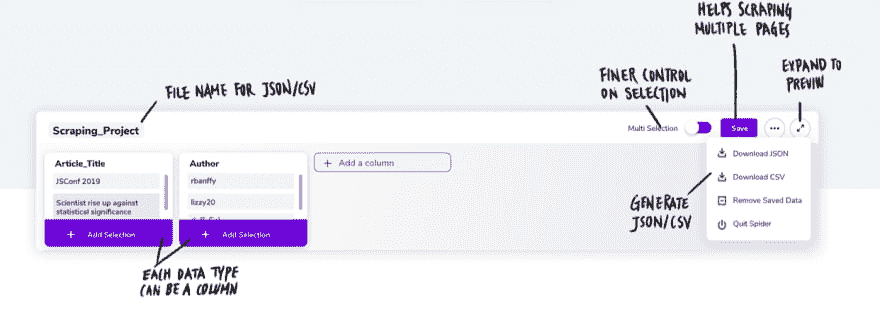 HELPS SCRAPING
MULTIPLE PAGES
FILE NAME FOR JSON/CSV
FINER CONTROL
ON SELECTION
EXPAND TO
PREVIW
Scraping_Project
Multi Selection
Save
Article_Title
JSConf 2019
Scientist rise up against
statistical significance
+ Add Selection
Author
rbanffy
lizzy20
+ Add Selection
+ Add a column
Download JSON
Download CSV
Remove Saved Data
Quit Spider
GENERATE
JSON/CSV
EACH DATA TYPE
CAN BE A COLUMN